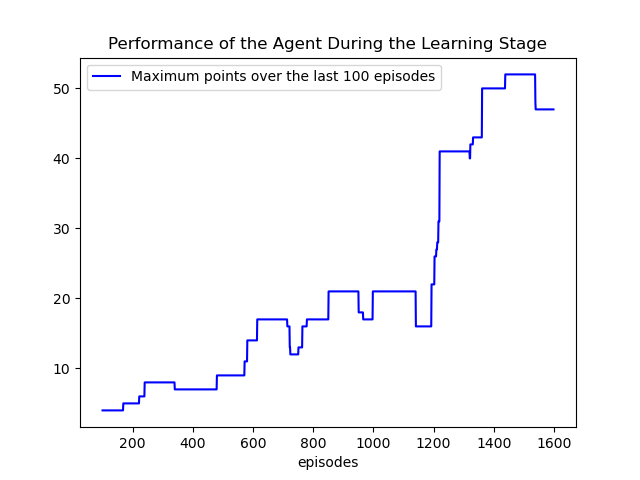 Performance of the Agent During the Learning Stage
Maximum points over the last 100 episodes
50
40
30
20
10
200 400 600 800 1000 1200 1400 1600
episodes